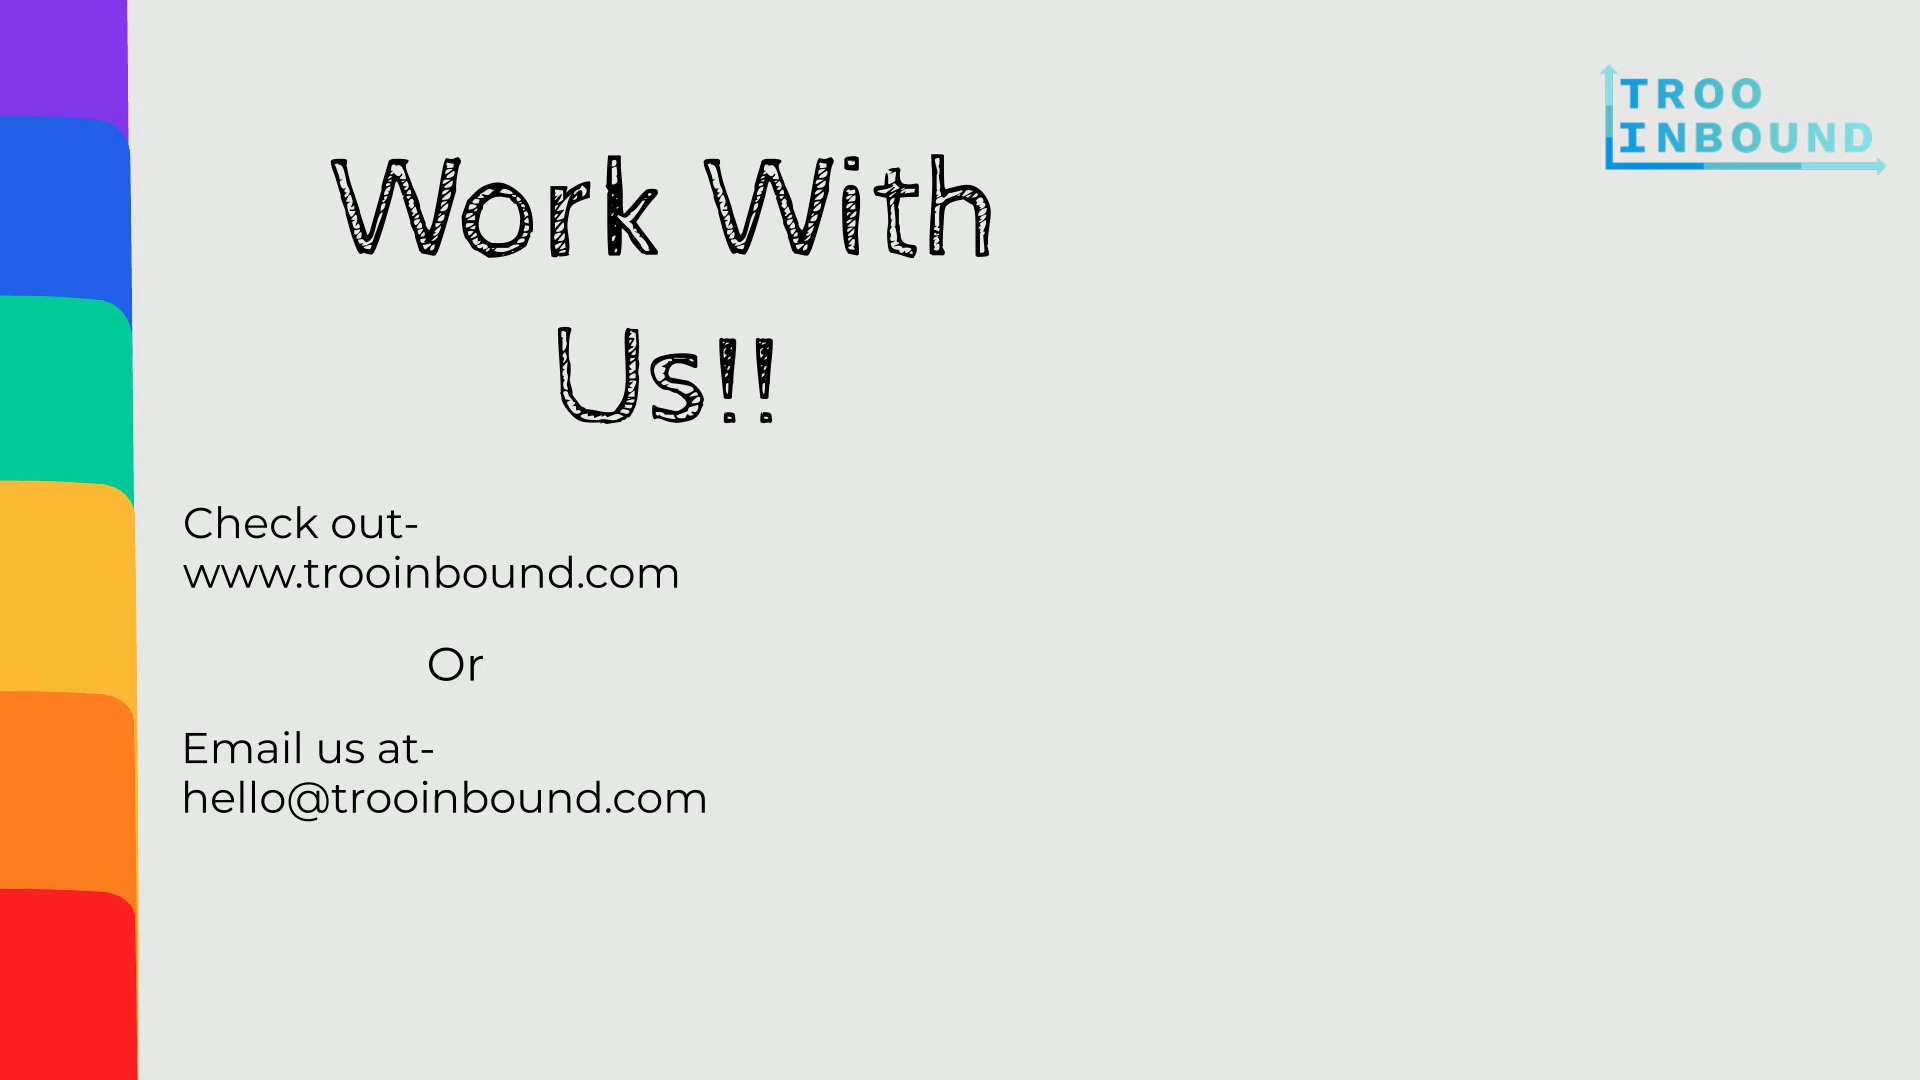 TROO
INBOUND
Work With
Us!!
Check out-
www.trooinbound.com
Or
Email us at-
hello@trooinbound.com